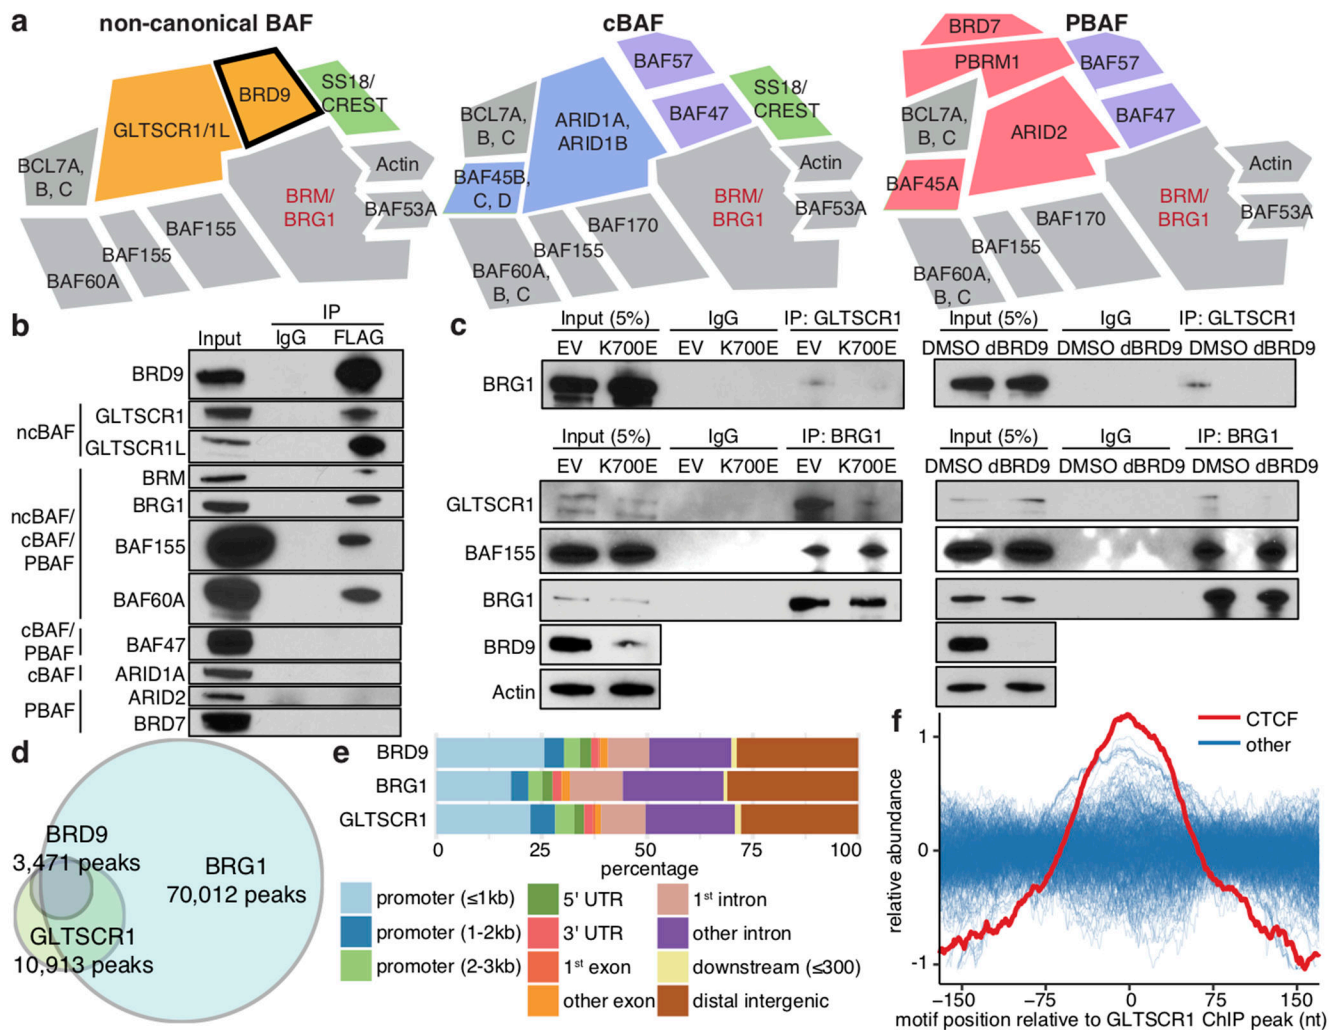 a
non-canonical BAF
cBAF
PBAF
GLTSCR1/1L
BRD9
SS18/
CREST
BCL7A,
B, C
BRM/
BRG1
Actin
BAF53A
BAF155
BAF155
BAF60A
BAF57
BAF47
SS18/
CREST
BCL7A,
B, C
ARID1A,
ARID1B
BAF45B,
C, D
BRM/
BRG1
Actin
BAF53A
BAF170
BAF155
BAF60A,
B, C
BRD7
PBRM1
BAF57
BAF47
BCL7A,
B, C
ARID2
BAF45A
BRM/
BRG1
Actin
BAF53A
BAF170
BAF155
BAF60A,
B, C
b
IP
Input IgG FLAG
BRD9
ncBAF
GLTSCR1
GLTSCR1L
ncBAF/
cBAF/
PBAF
BRM
BRG1
BAF155
BAF60A
cBAF/
PBAF
BAF47
cBAF
ARID1A
PBAF
ARID2
BRD7
c
Input (5%) IgG IP: GLTSCR1
EV K700E EV K700E EV K700E
BRG1
Input (5%) IgG IP: GLTSCR1
DMSO dBRD9 DMSO dBRD9 DMSO dBRD9
Input (5%) IgG IP: BRG1
EV K700E EV K700E EV K700E
GLTSCR1
BAF155
BRG1
BRD9
Actin
Input (5%) IgG IP: BRG1
DMSO dBRD9 DMSO dBRD9 DMSO dBRD9
d
BRD9
3,471 peaks
BRG1
70,012 peaks
GLTSCR1
10,913 peaks
e
BRD9
BRG1
GLTSCR1
0 25 50 75 100
percentage
promoter (≤1kb)
promoter (1-2kb)
promoter (2-3kb)
5' UTR
3' UTR
1st exon
other exon
1st intron
other intron
downstream (≤300)
distal intergenic
f
CTCF
other
relative abundance
1
0
-1
−150 −75 0 75 150
motif position relative to GLTSCR1 ChIP peak (nt)